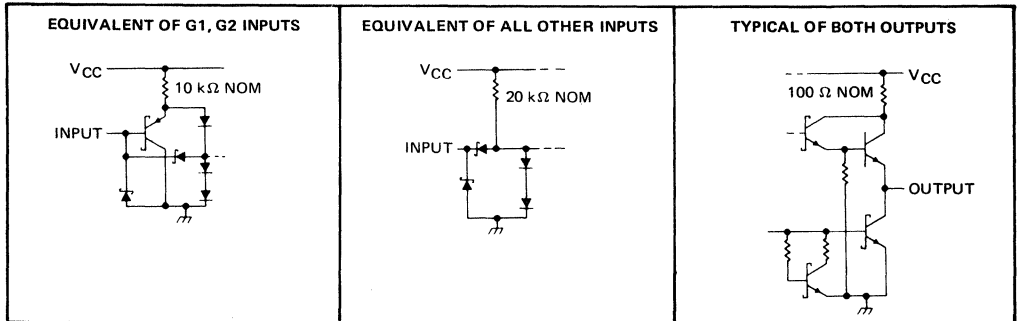 EQUIVALENT OF G1, G2 INPUTS
VCC
10 kΩ NOM
INPUT
EQUIVALENT OF ALL OTHER INPUTS
VCC
20 kΩ NOM
INPUT
TYPICAL OF BOTH OUTPUTS
VCC
100 Ω NOM
OUTPUT